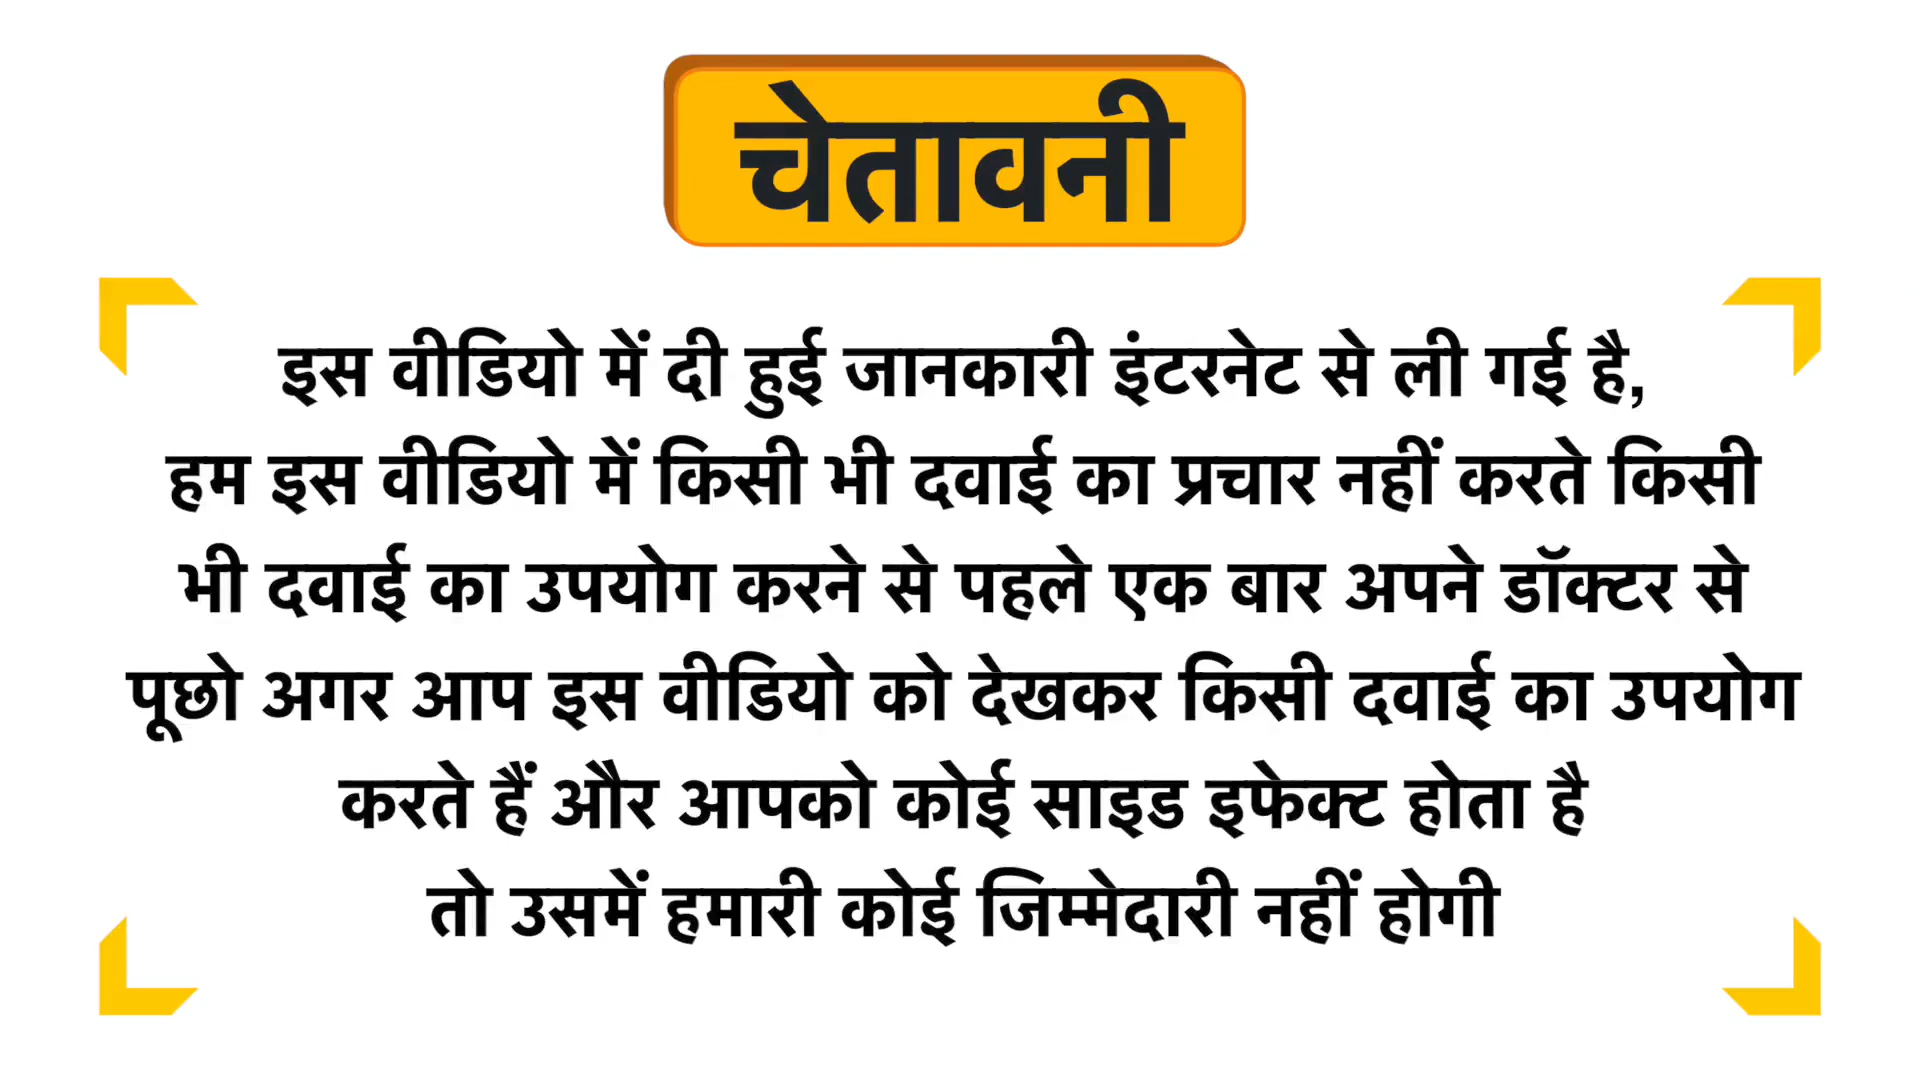 चेतावनी
इस वीडियो में दी हुई जानकारी इंटरनेट से ली गई है,
हम इस वीडियो में किसी भी दवाई का प्रचार नहीं करते किसी
भी दवाई का उपयोग करने से पहले एक बार अपने डॉक्टर से
पूछो अगर आप इस वीडियो को देखकर किसी दवाई का उपयोग
करते हैं और आपको कोई साइड इफेक्ट होता है
तो उसमें हमारी कोई जिम्मेदारी नहीं होगी